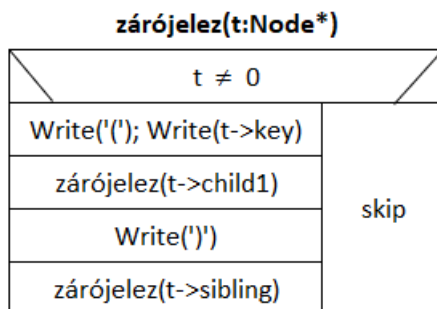 zárójelez(t:Node*)
t ≠ 0
Write('('); Write(t->key)
zárójelez(t->child1)
skip
Write(')')
zárójelez(t->sibling)